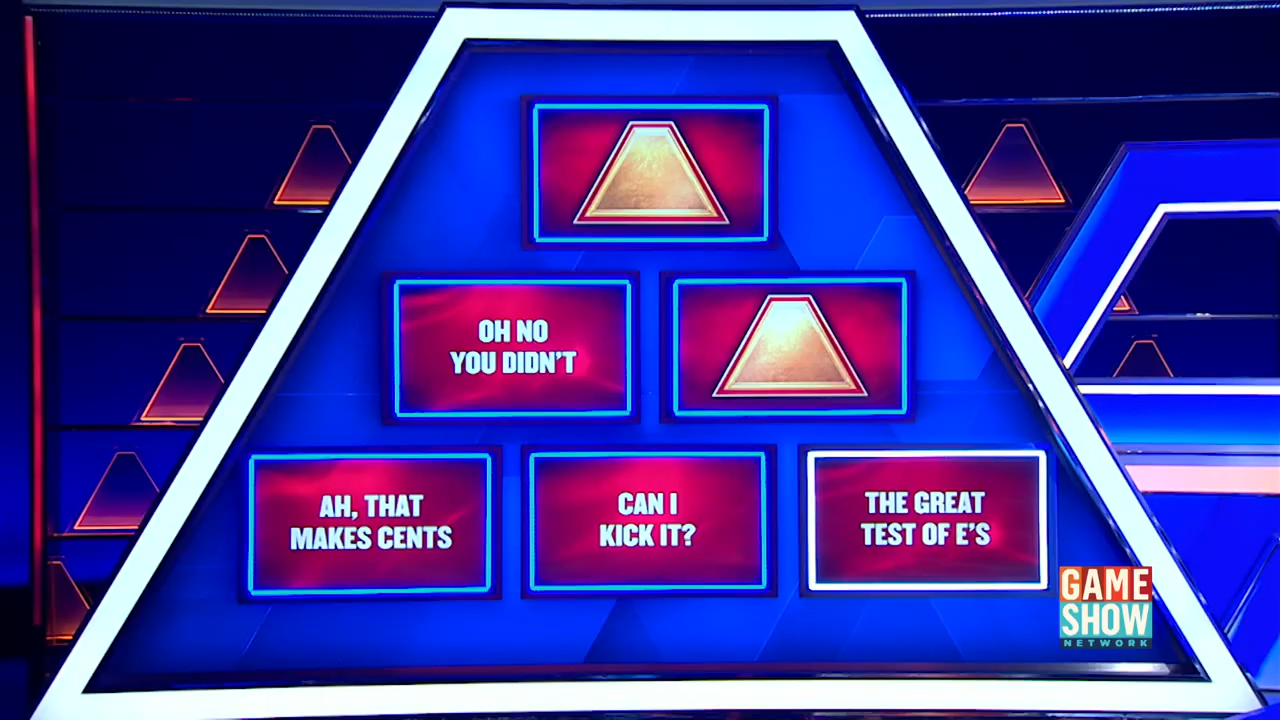 OH NO
YOU DIDN'T
AH, THAT
MAKES CENTS
CAN I
KICK IT?
THE GREAT
TEST OF E'S
GAME
SHOW
NETWORK